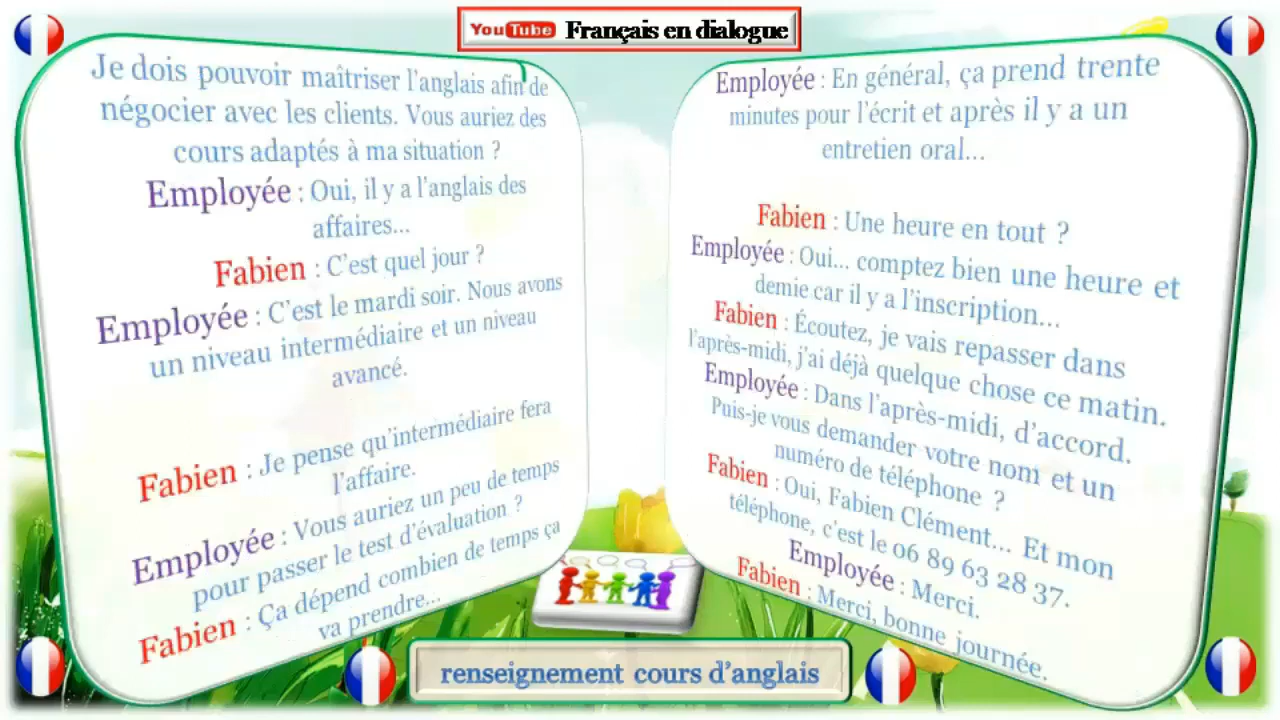 YouTube Français en dialogue
Je dois pouvoir maîtriser l'anglais afin de
négocier avec les clients. Vous auriez des
cours adaptés à ma situation ?
Employée : Oui, il y a l'anglais des
affaires...
Fabien : C'est quel jour ?
Employée : C'est le mardi soir. Nous avons
un niveau intermédiaire et un niveau
avancé.
Fabien : Je pense qu'intermédiaire fera
l'affaire.
Employée : Vous auriez un peu de temps
pour passer le test d'évaluation ?
Fabien : Ça dépend combien de temps ça
va prendre...
Employée : En général, ça prend trente
minutes pour l'écrit et après il y a un
entretien oral...
Fabien : Une heure en tout ?
Employée : Oui... comptez bien une heure et
demie car il y a l'inscription...
Fabien : Écoutez, je vais repasser dans
l'après-midi, j'ai déjà quelque chose ce matin.
Employée : Dans l'après-midi, d'accord.
Puis-je vous demander votre nom et un
numéro de téléphone ?
Fabien : Oui, Fabien Clément... Et mon
téléphone, c'est le 06 89 63 28 37.
Employée : Merci.
Fabien : Merci, bonne journée.
renseignement cours d'anglais